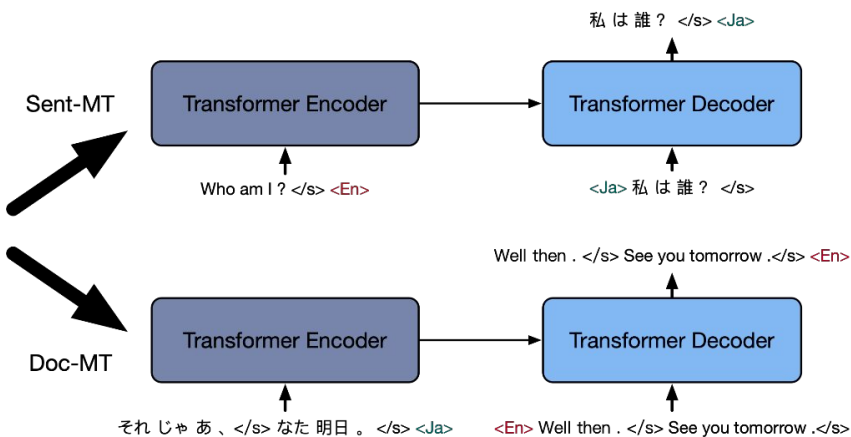 私 は 誰 ? </s> <Ja>
Sent-MT
Transformer Encoder
Transformer Decoder
Who am I ? </s> <En>
<Ja> 私 は 誰 ? </s>
Well then . </s> See you tomorrow .</s> <En>
Doc-MT
Transformer Encoder
Transformer Decoder
それ じゃ あ 、</s> なた 明日 。 </s> <Ja>
<En> Well then . </s> See you tomorrow .</s>